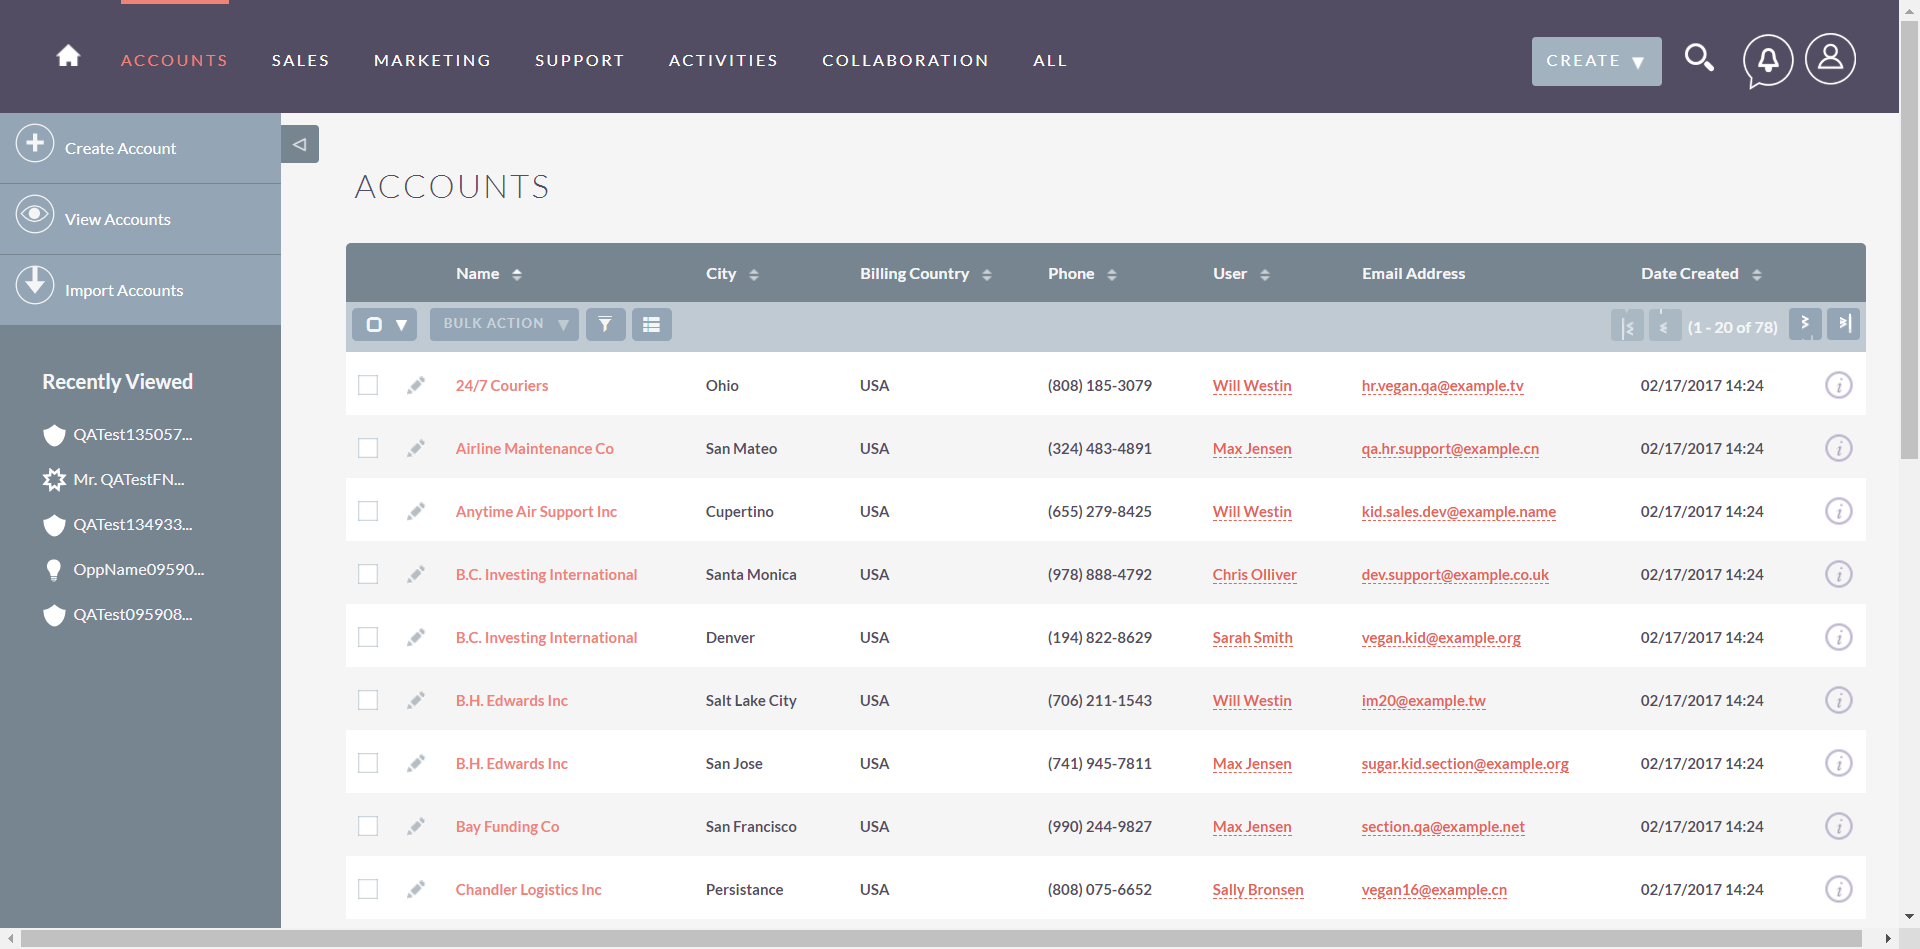 ACCOUNTS SALES MARKETING SUPPORT ACTIVITIES COLLABORATION ALL CREATE
Create Account
View Accounts
Import Accounts
Recently Viewed
QATest135057...
Mr. QATestFN...
QATest134933...
OppName09590...
QATest095908...
ACCOUNTS
Name City Billing Country Phone User Email Address Date Created
BULK ACTION (1 - 20 of 78)
24/7 Couriers Ohio USA (808) 185-3079 Will Westin hr.vegan.qa@example.tv 02/17/2017 14:24
Airline Maintenance Co San Mateo USA (324) 483-4891 Max Jensen qa.hr.support@example.cn 02/17/2017 14:24
Anytime Air Support Inc Cupertino USA (655) 279-8425 Will Westin kid.sales.dev@example.name 02/17/2017 14:24
B.C. Investing International Santa Monica USA (978) 888-4792 Chris Olliver dev.support@example.co.uk 02/17/2017 14:24
B.C. Investing International Denver USA (194) 822-8629 Sarah Smith vegan.kid@example.org 02/17/2017 14:24
B.H. Edwards Inc Salt Lake City USA (706) 211-1543 Will Westin im20@example.tw 02/17/2017 14:24
B.H. Edwards Inc San Jose USA (741) 945-7811 Max Jensen sugar.kid.section@example.org 02/17/2017 14:24
Bay Funding Co San Francisco USA (990) 244-9827 Max Jensen section.qa@example.net 02/17/2017 14:24
Chandler Logistics Inc Persistance USA (808) 075-6652 Sally Bronsen vegan16@example.cn 02/17/2017 14:24